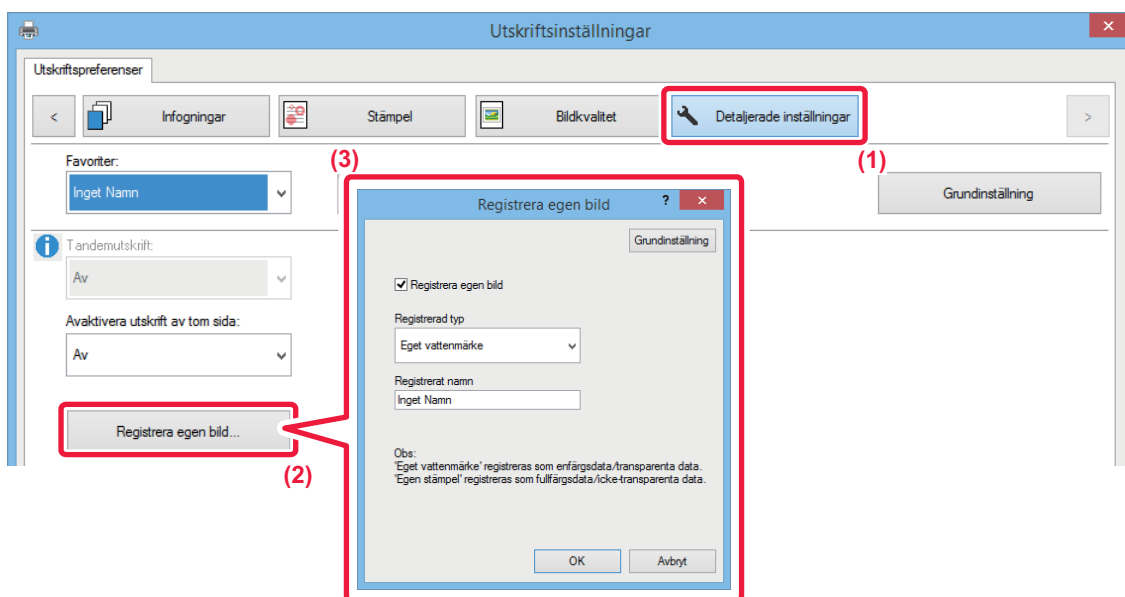 Utskriftsinställningar
Utskriftspreferenser
<
Infogningar
Stämpel
Bildkvalitet
Detaljerade inställningar
>
(1)
Favoriter:
Inget Namn
Grundinställning
Tandemutskrift:
Av
Avaktivera utskrift av tom sida:
Av
Registrera egen bild...
(2)
(3)
Registrera egen bild
?
Grundinställning
Registrera egen bild
Registrerad typ
Eget vattenmärke
Registrerat namn
Inget Namn
Obs:
'Eget vattenmärke' registreras som enfärgsdata/transparenta data.
'Egen stämpel' registreras som fullfärgsdata/icke-transparenta data.
OK
Avbryt